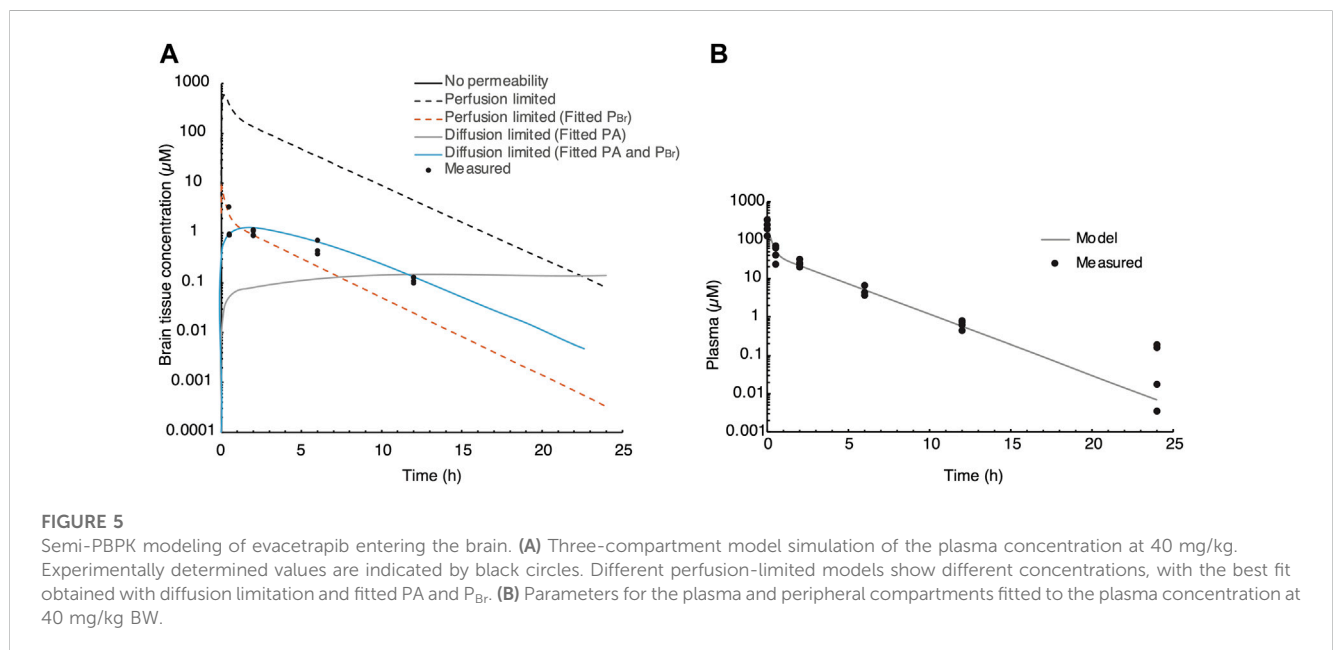 A
1000
100
10
1
0.1
0.01
0.001
0.0001
Brain tissue concentration (µM)
0 5 10 15 20 25
Time (h)
No permeability
Perfusion limited
Perfusion limited (Fitted PBr)
Diffusion limited (Fitted PA)
Diffusion limited (Fitted PA and PBr)
Measured
B
1000
100
10
1
0.1
0.01
0.001
Plasma (µM)
0 5 10 15 20 25
Time (h)
Model
Measured
FIGURE 5
Semi-PBPK modeling of evacetrapib entering the brain. (A) Three-compartment model simulation of the plasma concentration at 40 mg/kg.
Experimentally determined values are indicated by black circles. Different perfusion-limited models show different concentrations, with the best fit
obtained with diffusion limitation and fitted PA and PBr. (B) Parameters for the plasma and peripheral compartments fitted to the plasma concentration at
40 mg/kg BW.